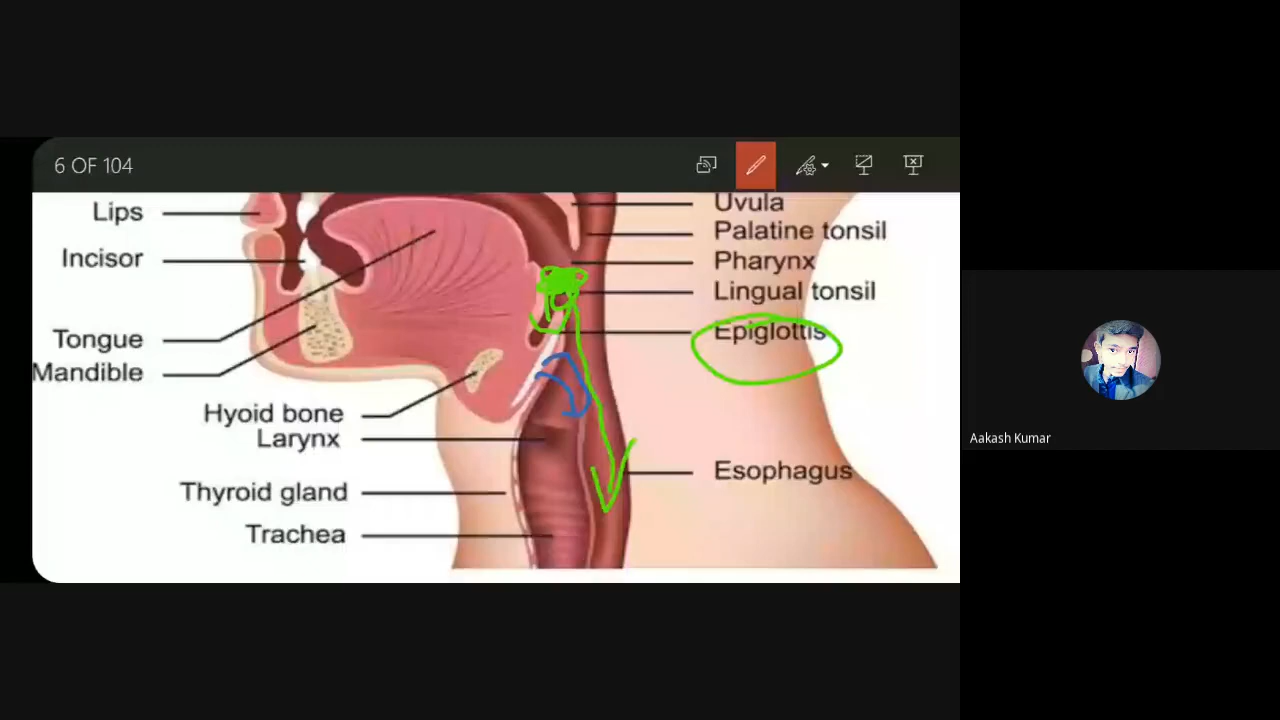 6 OF 104
Lips
Incisor
Tongue
Mandible
Hyoid bone
Larynx
Thyroid gland
Trachea
Uvula
Palatine tonsil
Pharynx
Lingual tonsil
Epiglottis
Esophagus
Aakash Kumar